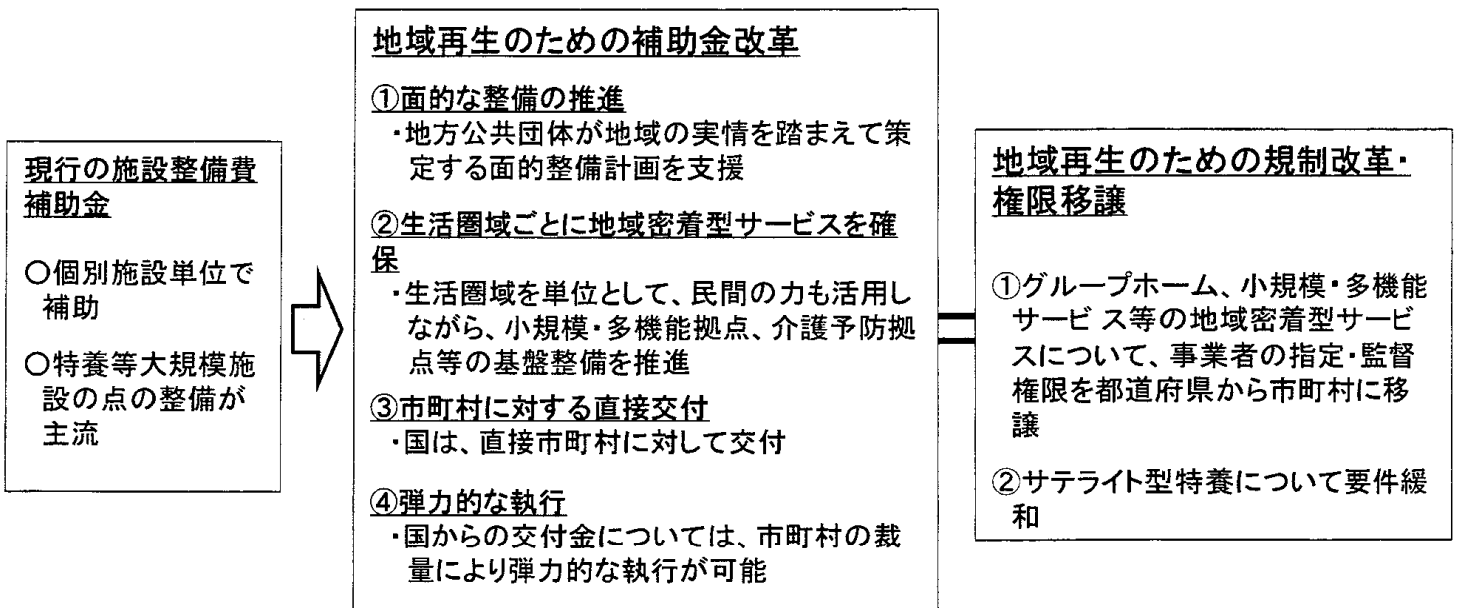 現行の施設整備費
補助金
○個別施設単位で
補助
○特養等大規模施
設の点の整備が
主流
地域再生のための補助金改革
①面的な整備の推進
・地方公共団体が地域の実情を踏まえて策
定する面的整備計画を支援
②生活圏域ごとに地域密着型サービスを確
保
・生活圏域を単位として、民間の力も活用し
ながら、小規模・多機能拠点、介護予防拠
点等の基盤整備を推進
③市町村に対する直接交付
・国は、直接市町村に対して交付
④弾力的な執行
・国からの交付金については、市町村の裁
量により弾力的な執行が可能
地域再生のための規制改革・
権限移譲
①グループホーム、小規模・多機能
サービス等の地域密着型サービ
スについて、事業者の指定・監督
権限を都道府県から市町村に移
譲
②サテライト型特養について要件緩
和